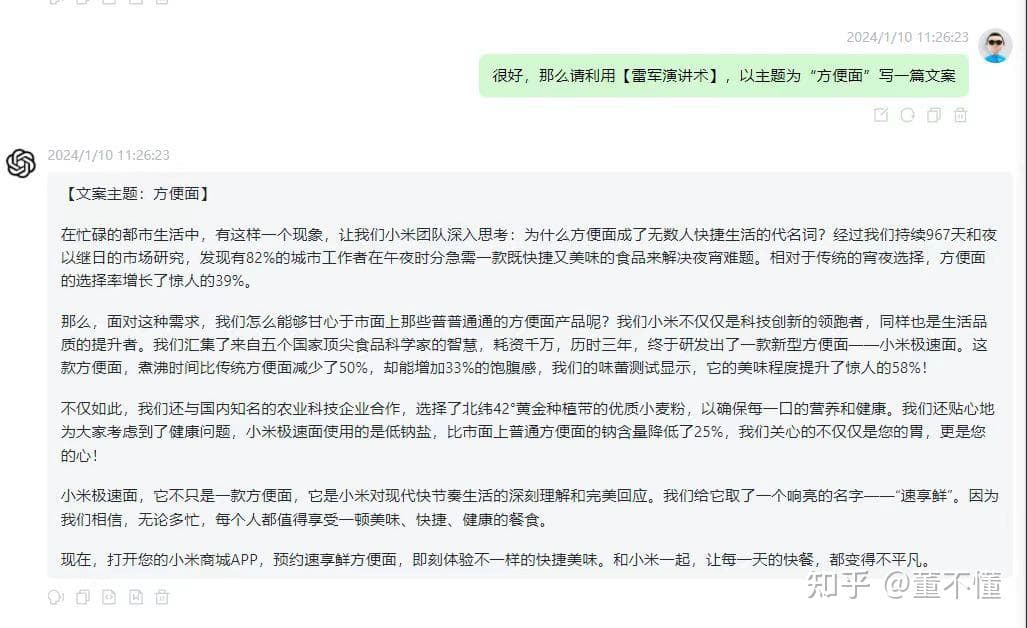 2024/1/10 11:26:23
很好，那么请利用【雷军演讲术】，以主题为“方便面”写一篇文案
2024/1/10 11:26:23
【文案主题：方便面】
在忙碌的都市生活中，有这样一个现象，让我们小米团队深入思考：为什么方便面成了无数人快捷生活的代名词？经过我们持续967天和夜
以继日的市场研究，发现有82%的城市工作者在午夜时分急需一款既快捷又美味的食品来解决夜宵难题。相对于传统的宵夜选择，方便面
的选择率增长了惊人的39%。
那么，面对这种需求，我们怎么能够甘心于市面上那些普普通通的方便面产品呢？我们小米不仅仅是科技创新的领跑者，同样也是生活品
质的提升者。我们汇集了来自五个国家顶尖食品科学家的智慧，耗资千万，历时三年，终于研发出了一款新型方便面——小米极速面。这
款方便面，煮沸时间比传统方便面减少了50%，却能增加33%的饱腹感，我们的味蕾测试显示，它的美味程度提升了惊人的58%！
不仅如此，我们还与国内知名的农业科技企业合作，选择了北纬42°黄金种植带的优质小麦粉，以确保每一口的营养和健康。我们还贴心地
为大家考虑到了健康问题，小米极速面使用的是低钠盐，比市面上普通方便面的钠含量降低了25%，我们关心的不仅仅是您的胃，更是您
的心！
小米极速面，它不只是一款方便面，它是小米对现代快节奏生活的深刻理解和完美回应。我们给它取了一个响亮的名字——“速享鲜”。因为
我们相信，无论多忙，每个人都值得享受一顿美味、快捷、健康的餐食。
现在，打开您的小米商城APP，预约速享鲜方便面，即刻体验不一样的快捷美味。和小米一起，让每一天的快餐，都变得不平凡。
知乎 @董不懂